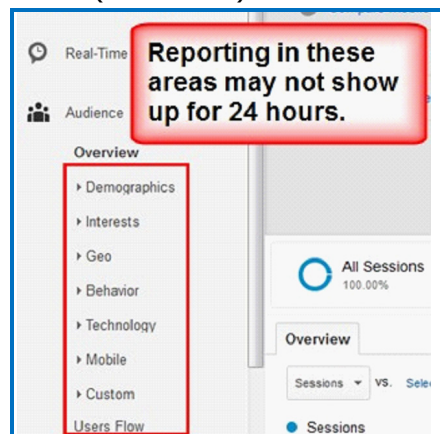 Real-Time
Reporting in these
areas may not show
up for 24 hours.
Audience
Overview
Demographics
Interests
Geo
Behavior
Technology
Mobile
Custom
Users Flow
All Sessions
100.00%
Overview
Sessions VS. Sele
Sessions